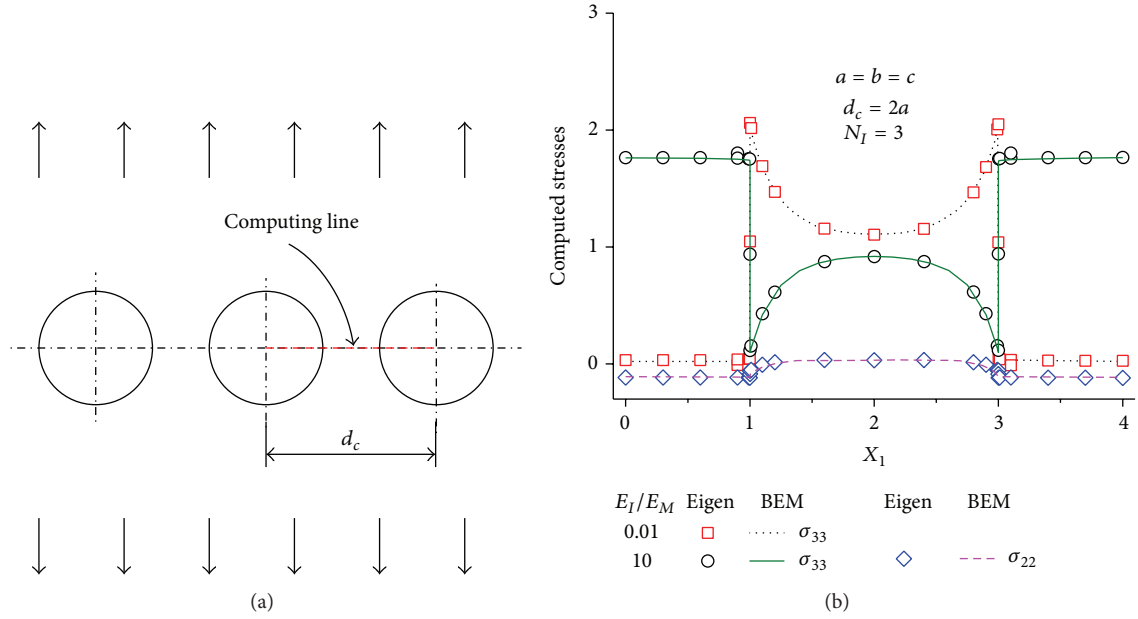 Computing line
d_c
(a)
3
2
1
0
Computed stresses
a = b = c
d_c = 2a
N_I = 3
0 1 2 3 4
X_1
E_I/E_M Eigen BEM Eigen BEM
0.01 σ_33
10 σ_33 σ_22
(b)